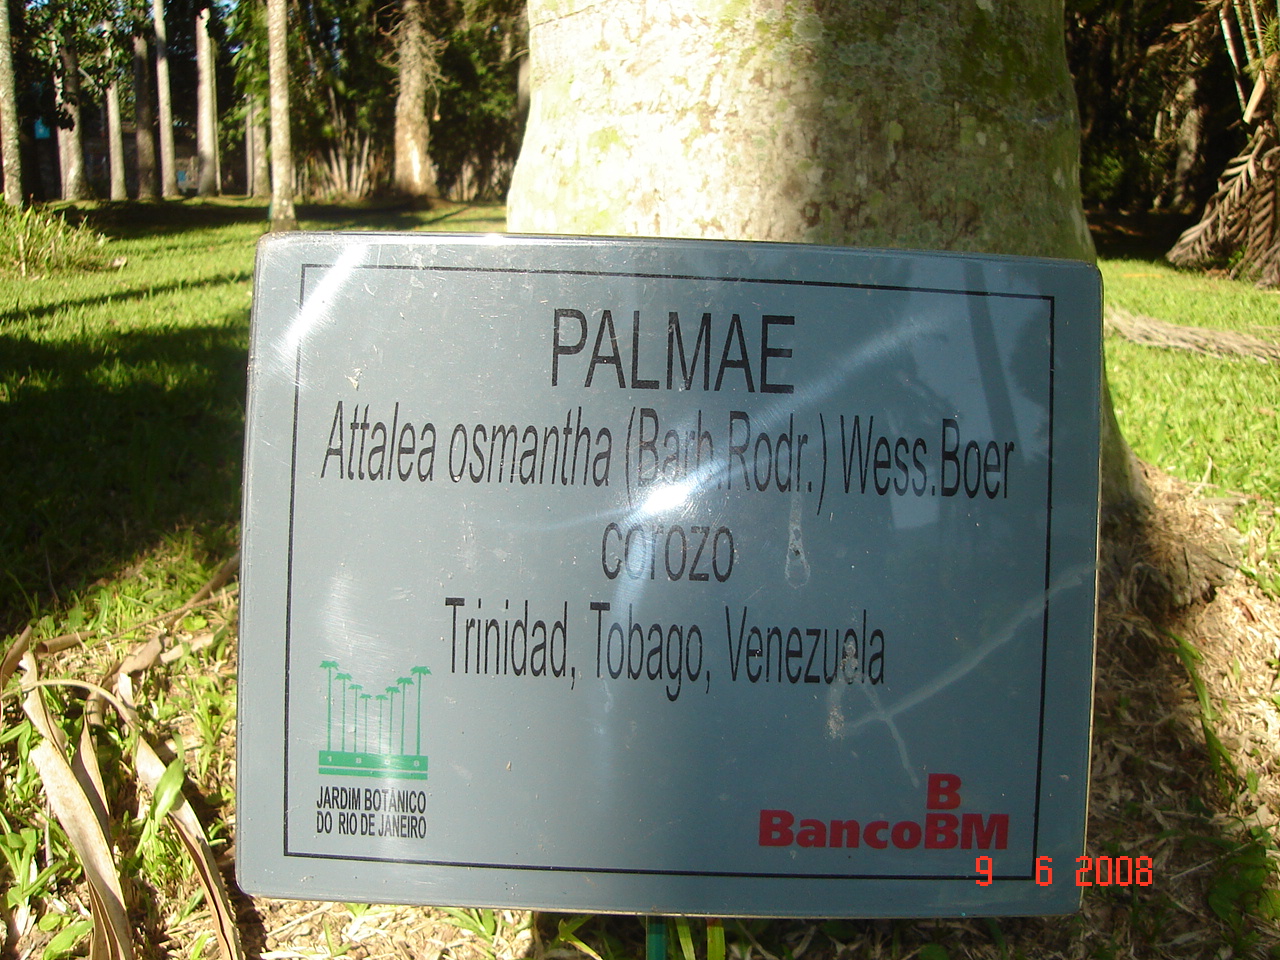 PALMAE
Attalea osmantha (Barb.Rodr.) Wess.Boer
corozo
Trinidad, Tobago, Venezuela
1808
JARDIM BOTÂNICO
DO RIO DE JANEIRO
B
BancoBM
9 6 2008